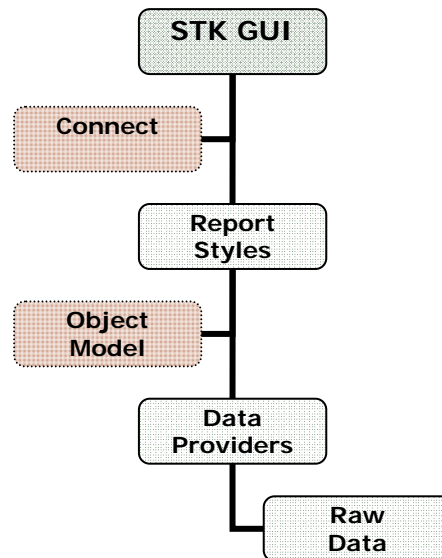 STK GUI
Connect
Report
Styles
Object
Model
Data
Providers
Raw
Data